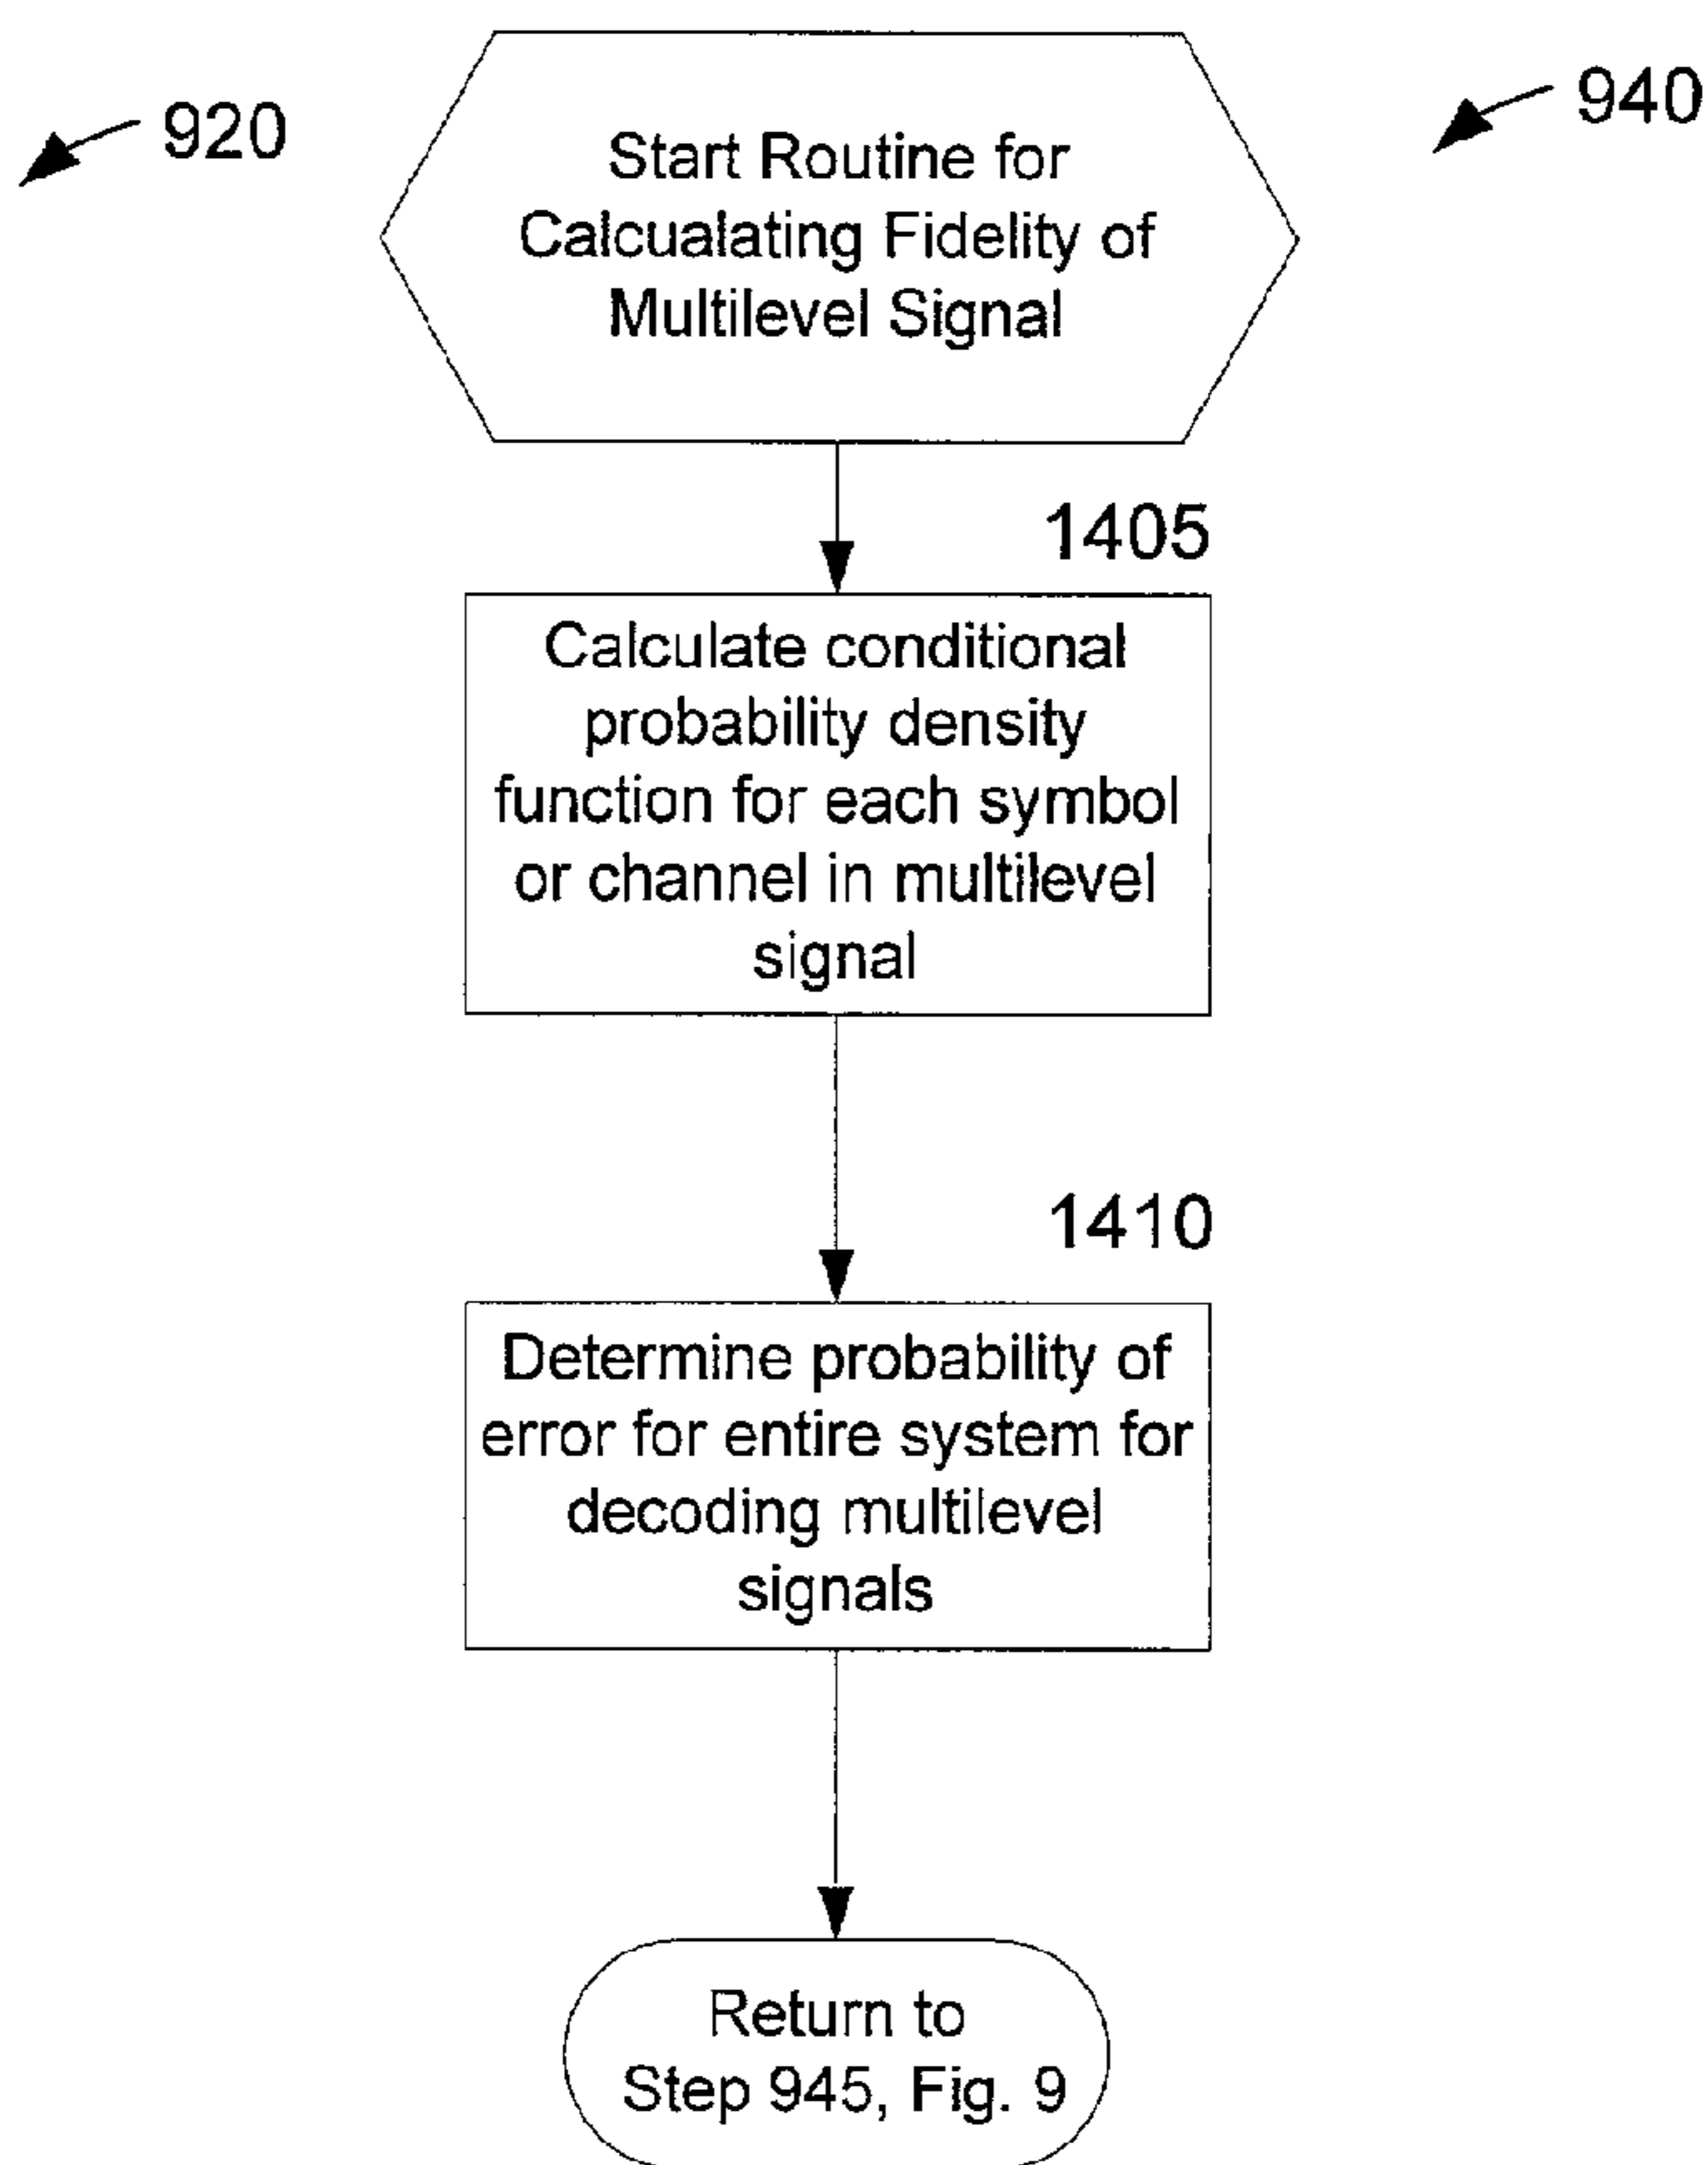 920
940
Start Routine for
Calcualating Fidelity of
Multilevel Signal
1405
Calculate conditional
probability density
function for each symbol
or channel in multilevel
signal
1410
Determine probability of
error for entire system for
decoding multilevel
signals
Return to
Step 945, Fig. 9